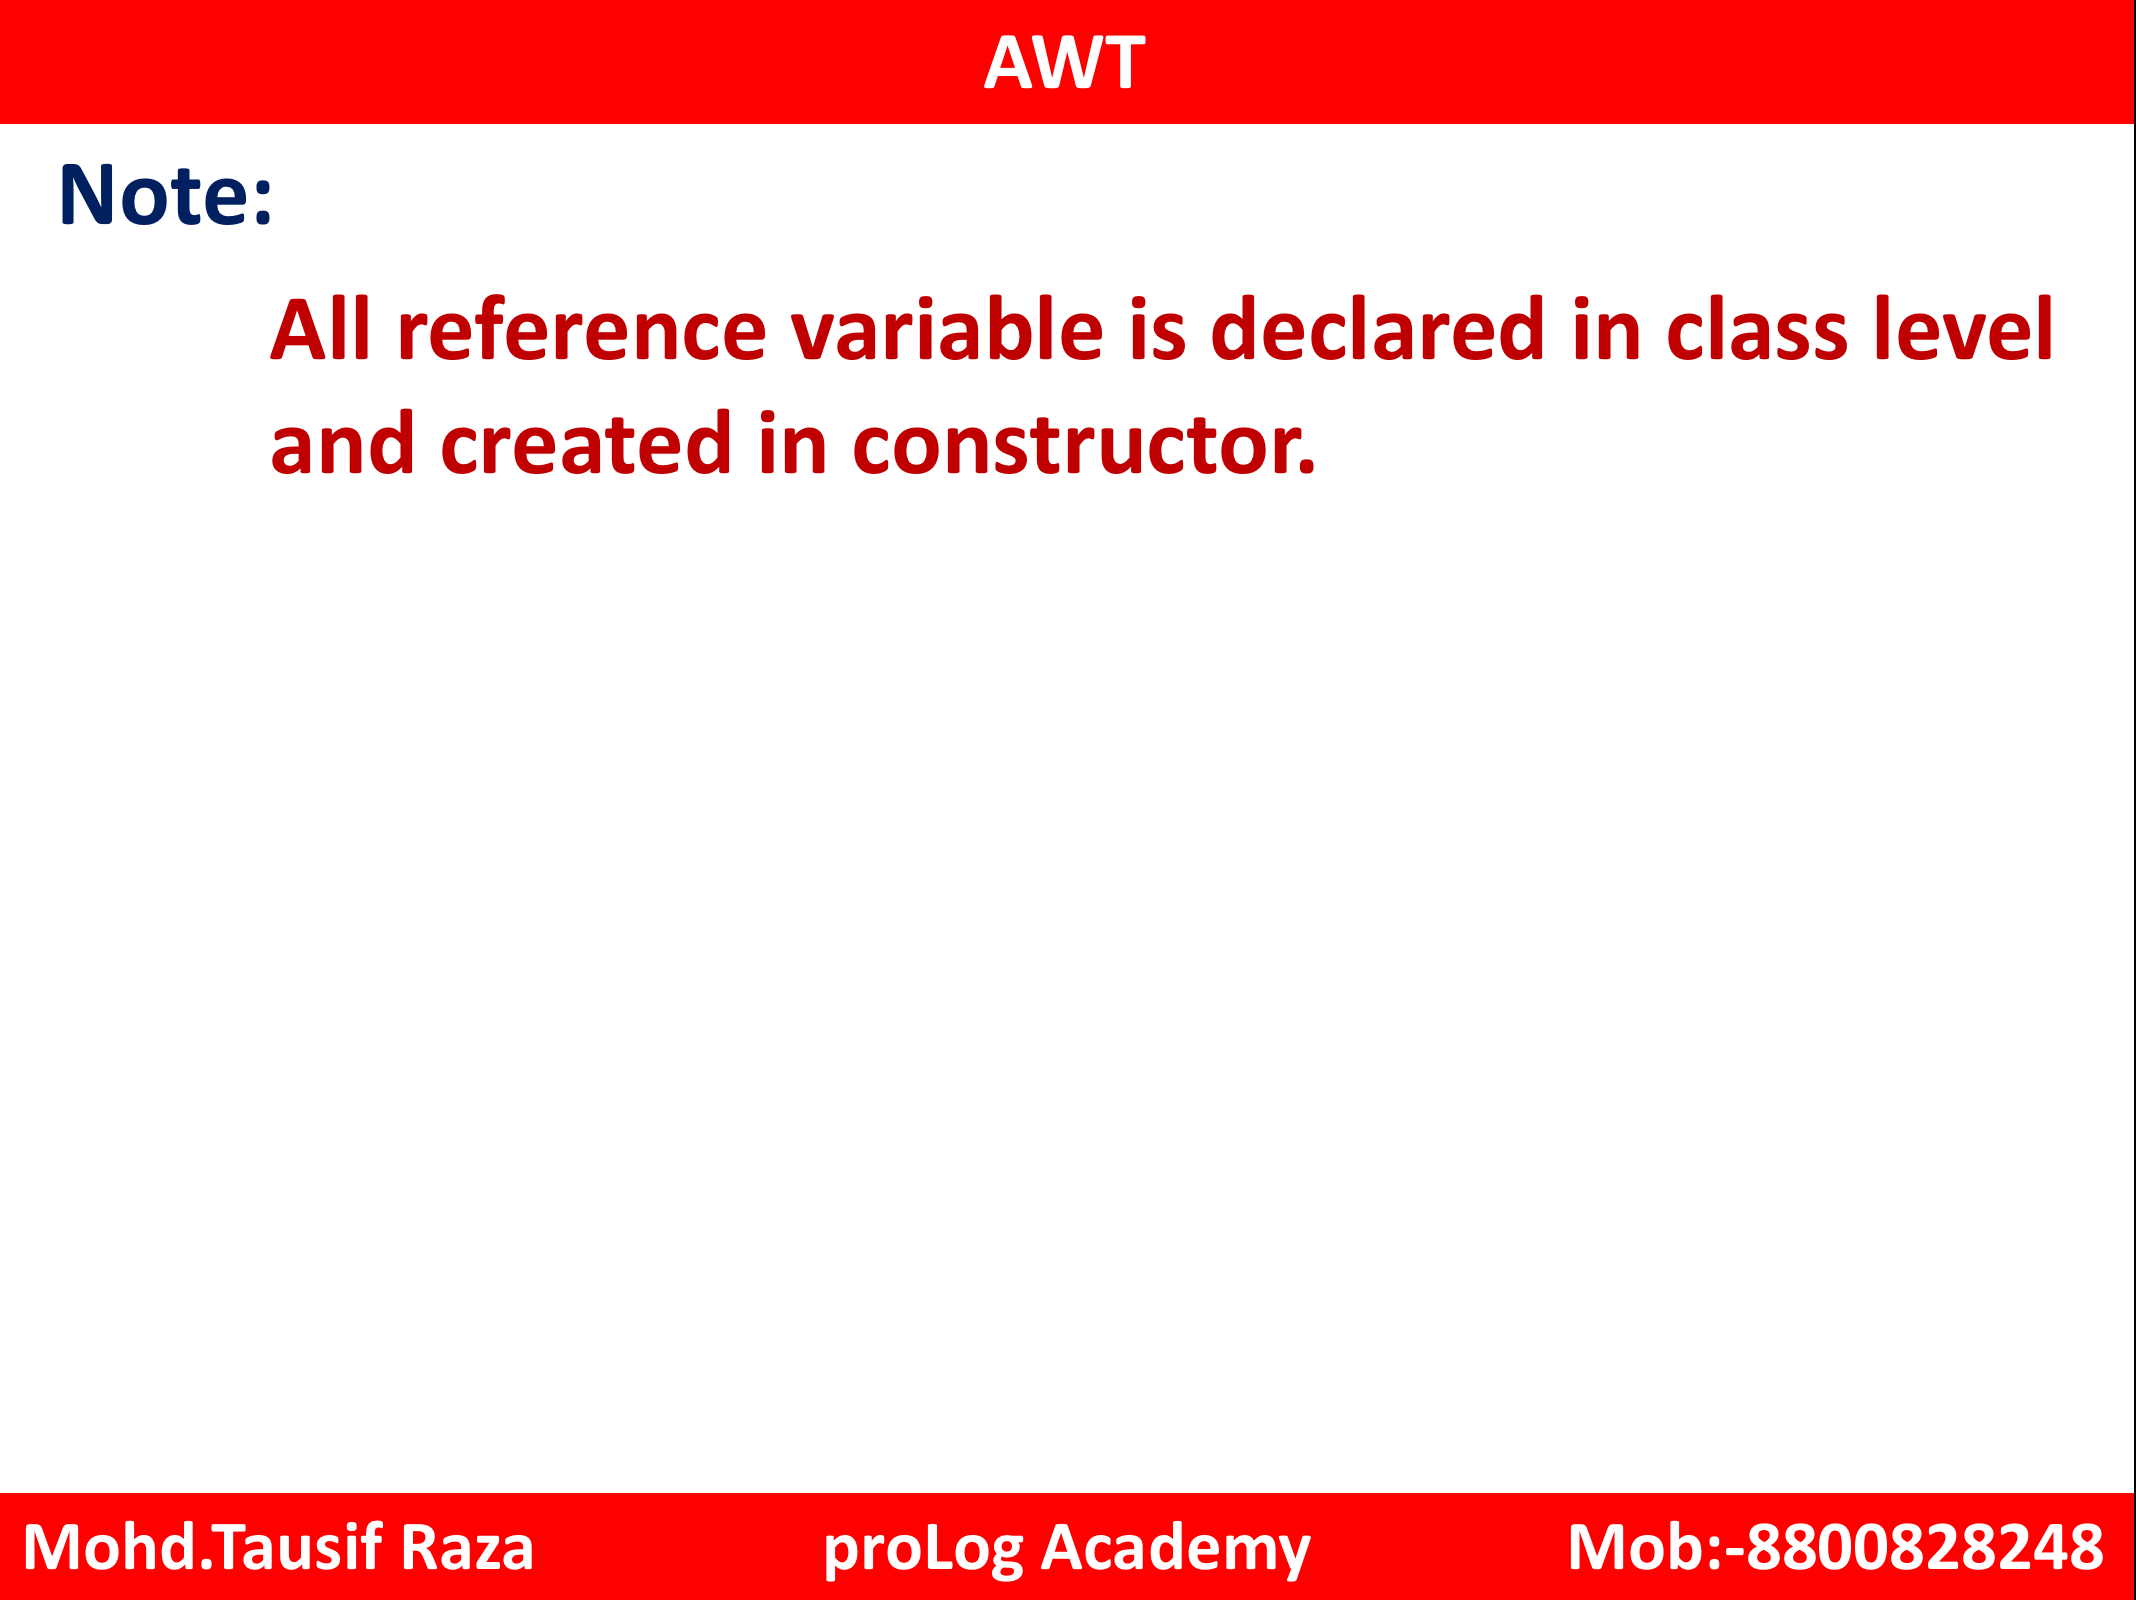 AWT
Note:
All reference variable is declared in class level
and created in constructor.
Mohd.Tausif Raza proLog Academy Mob:-8800828248